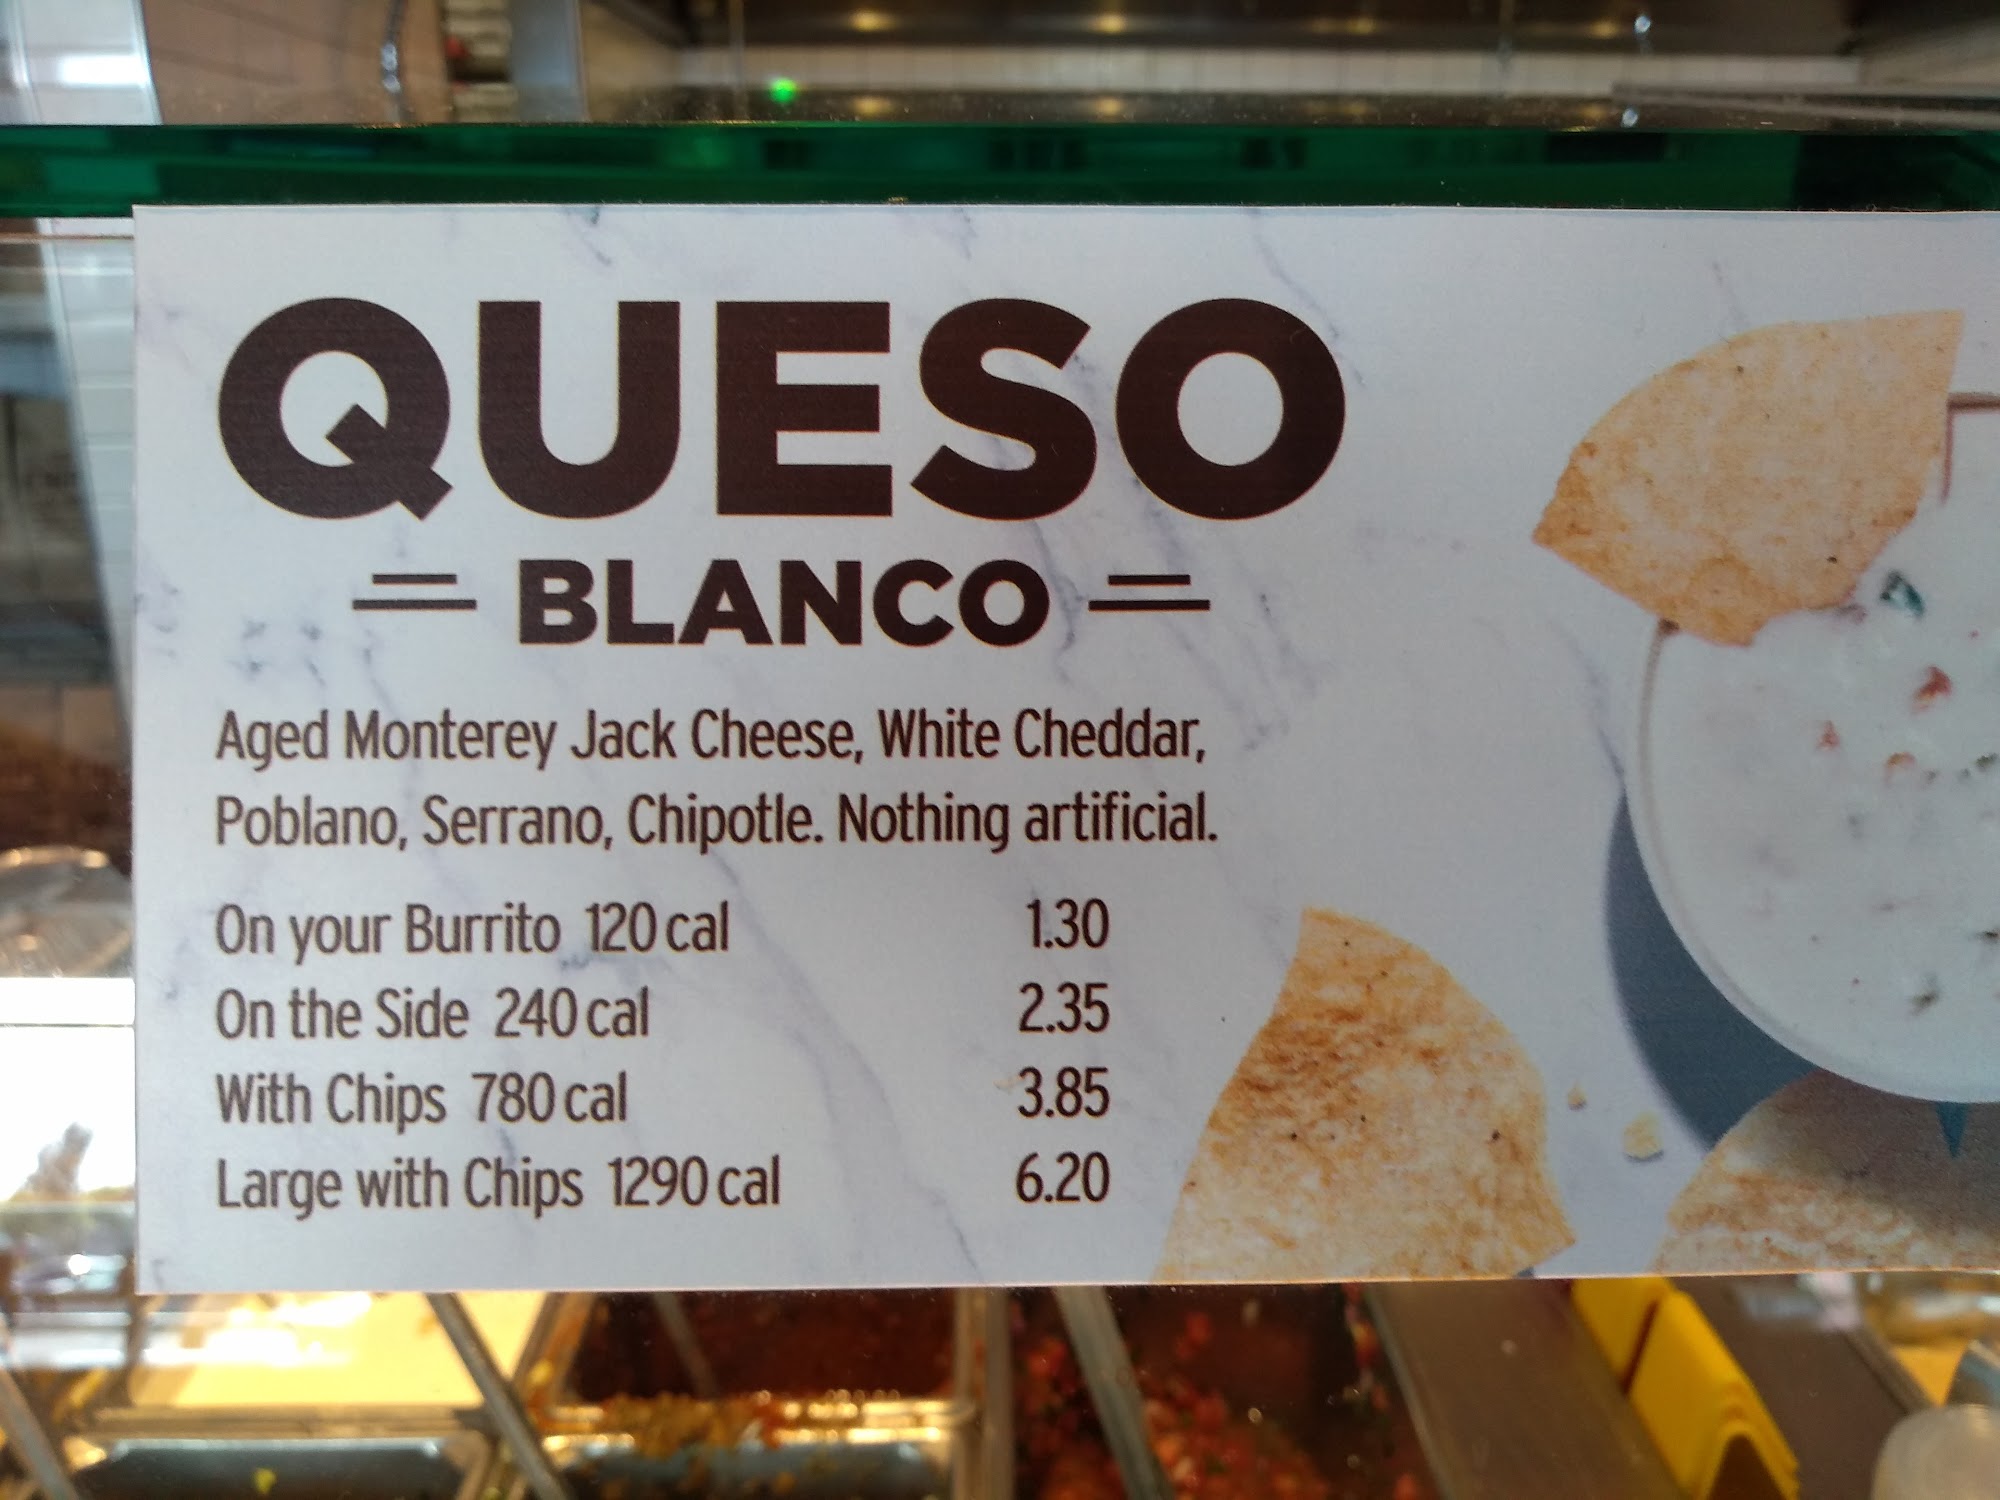 QUESO
BLANCO
Aged Monterey Jack Cheese, White Cheddar,
Poblano, Serrano, Chipotle. Nothing artificial.
On your Burrito 120 cal 1.30
On the Side 240 cal 2.35
With Chips 780 cal 3.85
Large with Chips 1290 cal 6.20